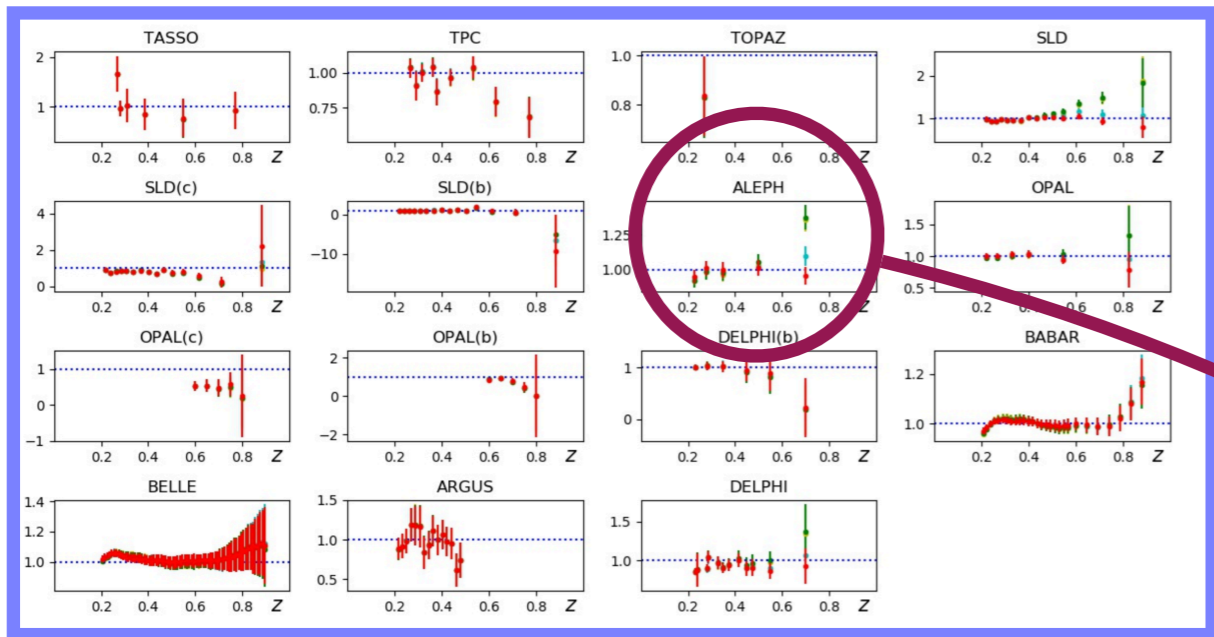 TASSO TPC TOPAZ SLD
2 1
1.00 0.75
1.0 0.8
2 1
0.2 0.4 0.6 0.8 z 0.2 0.4 0.6 0.8 z 0.2 0.4 0.6 0.8 z 0.2 0.4 0.6 0.8 z
SLD(c) SLD(b) ALEPH OPAL
4 2 0
0 −10
1.25 1.00
1.5 1.0 0.5
0.2 0.4 0.6 0.8 z 0.2 0.4 0.6 0.8 z 0.2 0.4 0.6 0.8 z 0.2 0.4 0.6 0.8 z
OPAL(c) OPAL(b) DELPHI(b) BABAR
1 0 −1
2 0 −2
1 0
1.2 1.0
0.2 0.4 0.6 0.8 z 0.2 0.4 0.6 0.8 z 0.2 0.4 0.6 0.8 z 0.2 0.4 0.6 0.8 z
BELLE ARGUS DELPHI
1.4 1.2 1.0
1.5 1.0 0.5
1.5 1.0
0.2 0.4 0.6 0.8 z 0.2 0.4 0.6 0.8 z 0.2 0.4 0.6 0.8 z